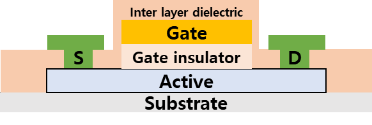 Inter layer dielectric
Gate
S
Gate insulator
D
Active
Substrate